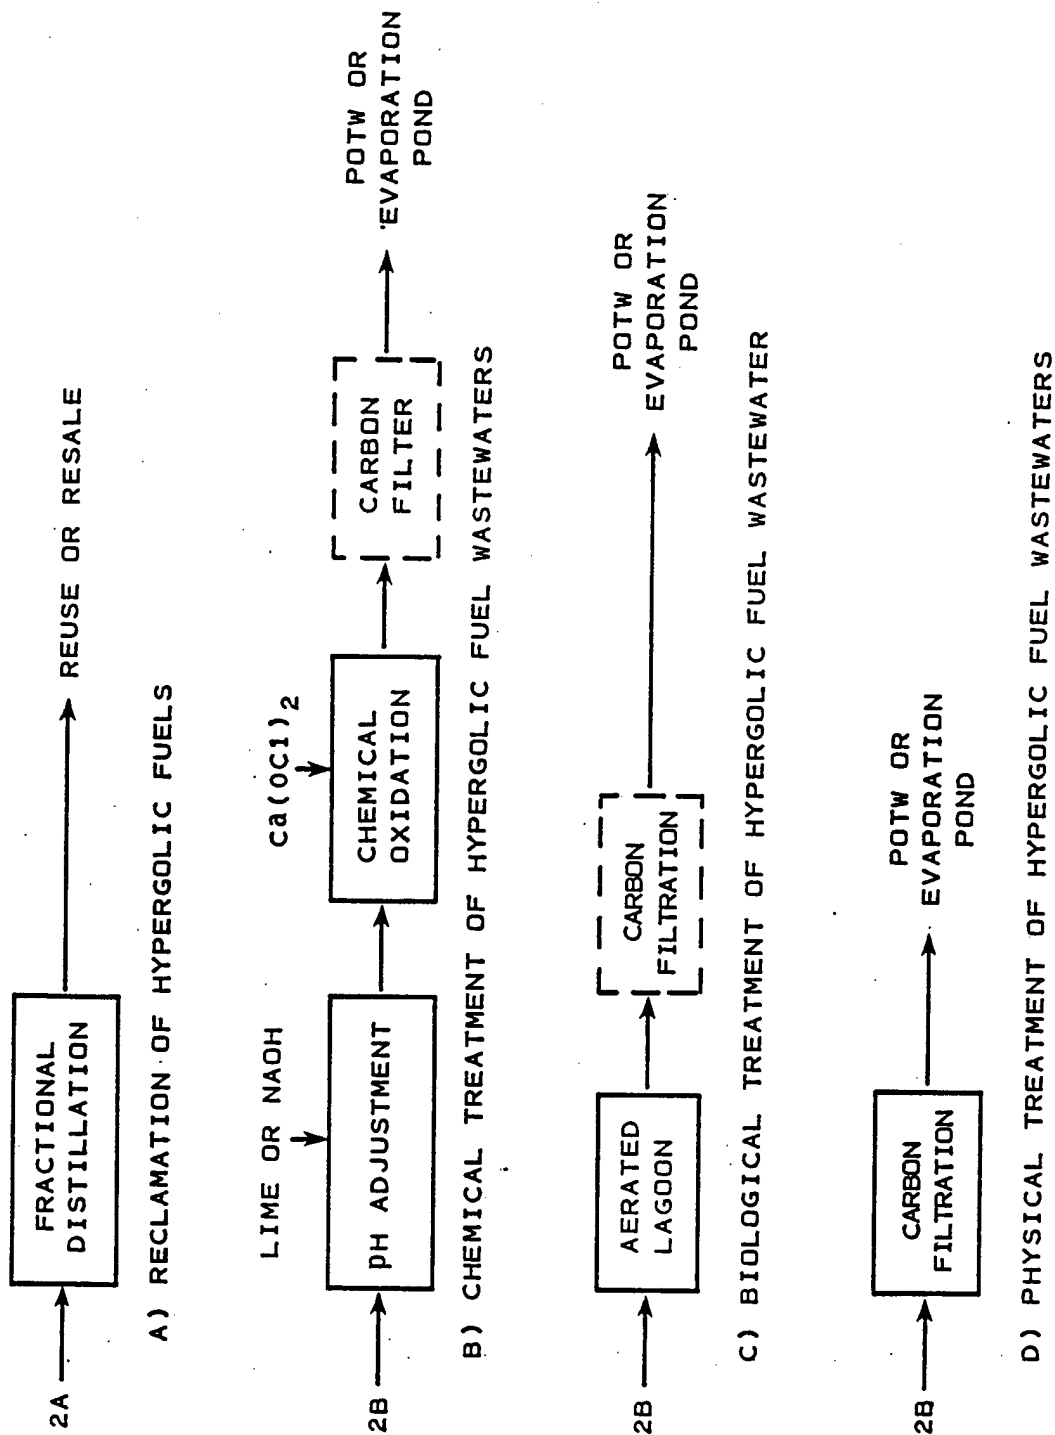 2A
FRACTIONAL
DISTILLATION
REUSE OR RESALE
A) RECLAMATION OF HYPERGOLIC FUELS
LIME OR NAOH
Ca(OCl)2
2B
pH ADJUSTMENT
CHEMICAL
OXIDATION
CARBON
FILTER
POTW OR
EVAPORATION
POND
B) CHEMICAL TREATMENT OF HYPERGOLIC FUEL WASTEWATERS
2B
AERATED
LAGOON
CARBON
FILTRATION
POTW OR
EVAPORATION
POND
C) BIOLOGICAL TREATMENT OF HYPERGOLIC FUEL WASTEWATER
2B
CARBON
FILTRATION
POTW OR
EVAPORATION
POND
D) PHYSICAL TREATMENT OF HYPERGOLIC FUEL WASTEWATERS